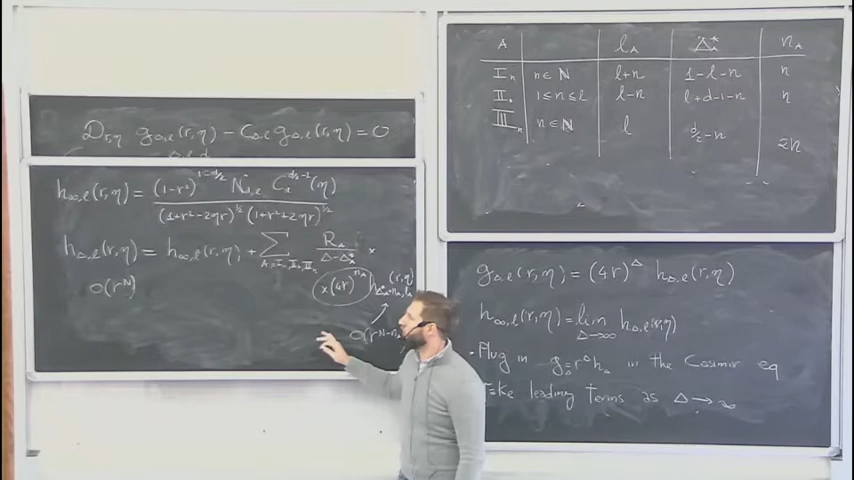 D_{r,η} g_{Δ,ℓ}(r,η) − C_{Δ,ℓ} g_{Δ,ℓ}(r,η) = 0
h_{∞,ℓ}(r,η) = (1−r²)^{1−d/2} N_{d,ℓ} C_ℓ^{d/2−1}(η) / (1+r²−2ηr)^{1/2} (1+r²+2ηr)^{1/2}
h_{Δ,ℓ}(r,η) = h_{∞,ℓ}(r,η) + Σ_{A=I_n,II_n,III_n} R_A / (Δ−Δ*_A) ×
× (4r)^{n_A} h_{Δ*_A+n_A,ℓ_A}(r,η)
O(r^N)
A ℓ_A Δ*_A n_A
I_n n∈ℕ ℓ+n 1−ℓ−n n
II_n 1≤n≤ℓ ℓ−n ℓ+d−1−n n
III_n n∈ℕ ℓ d/2−n 2n
g_{Δ,ℓ}(r,η) = (4r)^Δ h_{Δ,ℓ}(r,η)
h_{∞,ℓ}(r,η) = lim_{Δ→∞} h_{Δ,ℓ}(r,η)
• Plug in g_Δ = r^Δ h_Δ in the Casimir eq
Take leading terms as Δ→∞